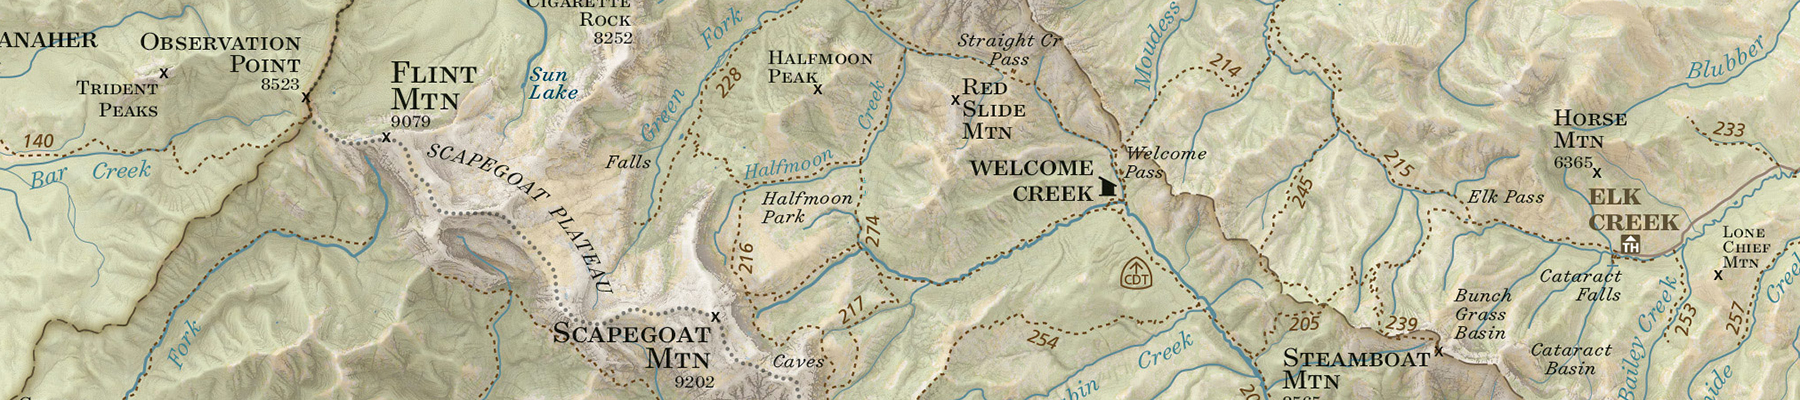 ANAHER
OBSERVATION
POINT
8523
TRIDENT
PEAKS
140
Bar Creek
FLINT
MTN
9079
CIGARETTE
ROCK
8252
Sun
Lake
SCAPEGOAT PLATEAU
Fork
Falls
Green Fork
228
HALFMOON
PEAK
Halfmoon Creek
Halfmoon
Park
216
274
217
SCAPEGOAT
MTN
9202
Caves
Straight Cr
Pass
RED
SLIDE
MTN
WELCOME
CREEK
Welcome
Pass
Moudess
214
CDT
254
Creek
245
215
205
239
STEAMBOAT
MTN
Blubber
HORSE
MTN
6365
233
Elk Pass
ELK
CREEK
TH
LONE
CHIEF
MTN
Cataract
Falls
Bunch
Grass
Basin
Cataract
Basin
Bailey Creek
253
257
Creek